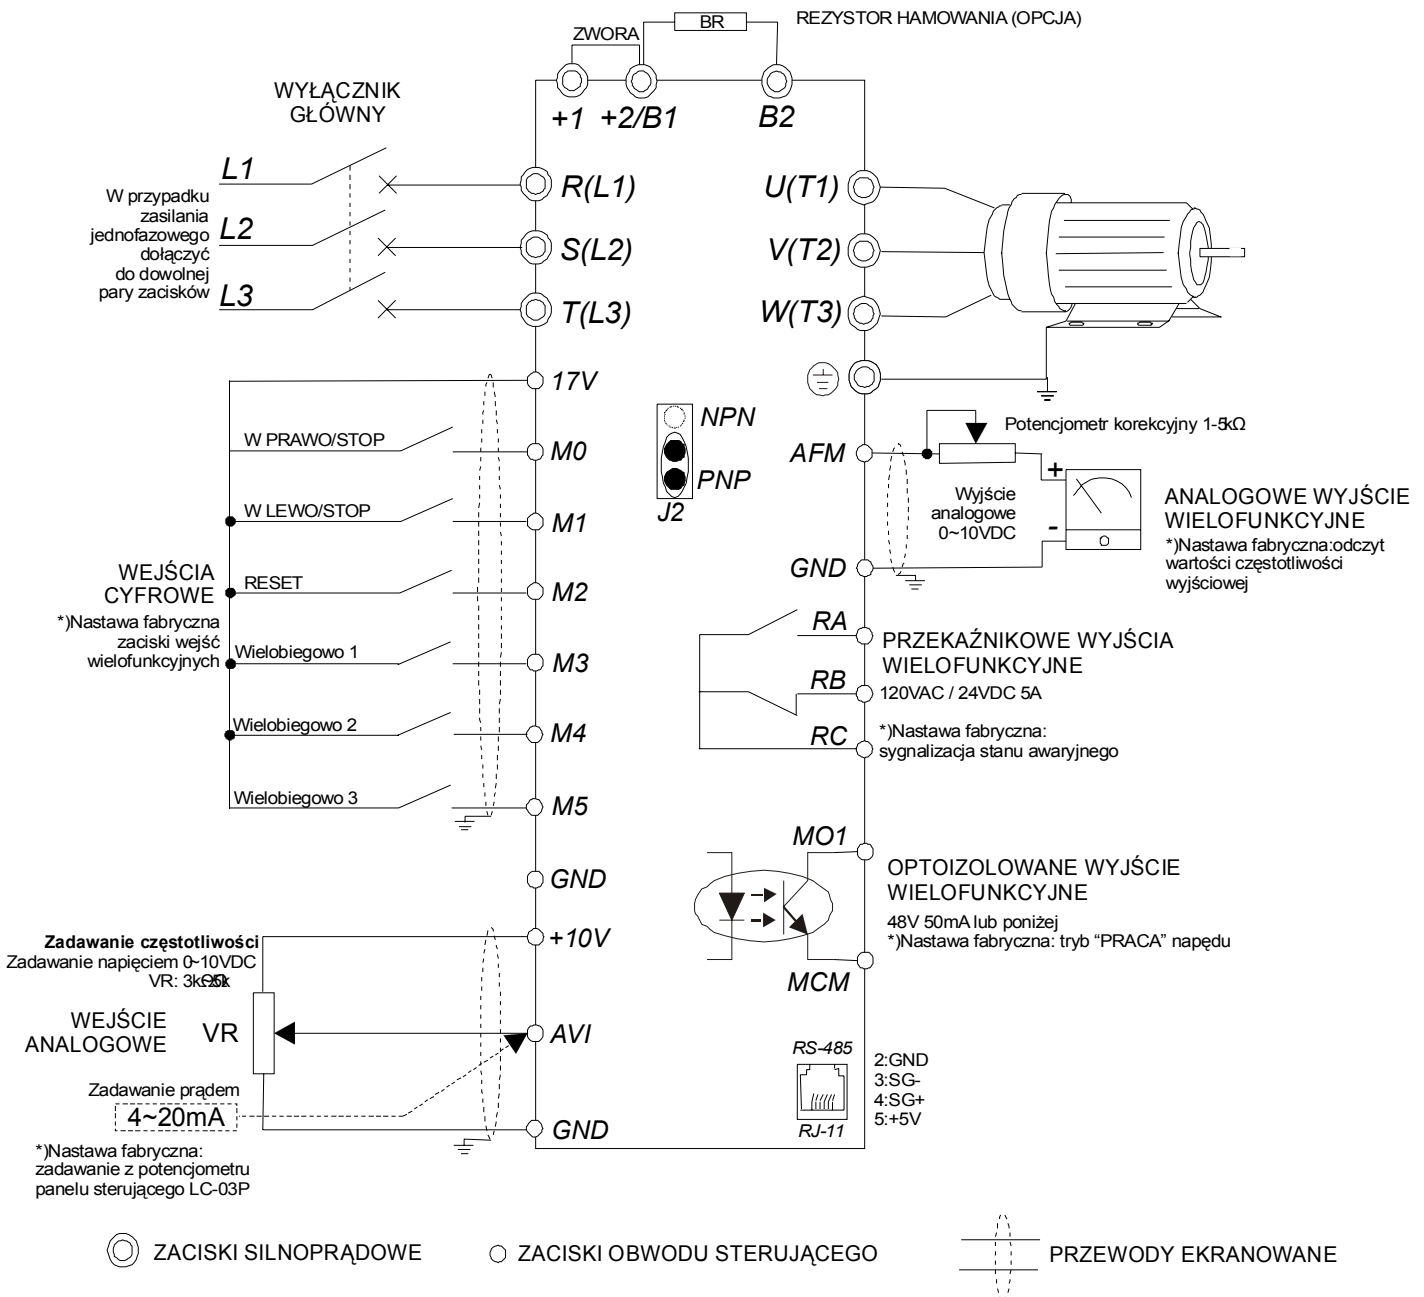 REZYSTOR HAMOWANIA (OPCJA)
BR
ZWORA
+1
+2/B1
B2
WYŁĄCZNIK
GŁÓWNY
L1
L2
L3
W przypadku
zasilania
jednofazowego
dołączyć
do dowolnej
pary zacisków
R(L1)
S(L2)
T(L3)
U(T1)
V(T2)
W(T3)
17V
W PRAWO/STOP
M0
W LEWO/STOP
M1
RESET
M2
Wielobiegowo 1
M3
Wielobiegowo 2
M4
Wielobiegowo 3
M5
GND
WEJŚCIA
CYFROWE
*)Nastawa fabryczna
zaciski wejść
wielofunkcyjnych
NPN
PNP
J2
AFM
Potencjometr korekcyjny 1-5kΩ
+
-
Wyjście
analogowe
0~10VDC
ANALOGOWE WYJŚCIE
WIELOFUNKCYJNE
*)Nastawa fabryczna:odczyt
wartości częstotliwości
wyjściowej
GND
RA
RB
RC
PRZEKAŹNIKOWE WYJŚCIA
WIELOFUNKCYJNE
120VAC / 24VDC 5A
*)Nastawa fabryczna:
sygnalizacja stanu awaryjnego
MO1
MCM
OPTOIZOLOWANE WYJŚCIE
WIELOFUNKCYJNE
48V 50mA lub poniżej
*)Nastawa fabryczna: tryb “PRACA” napędu
+10V
Zadawanie częstotliwości
Zadawanie napięciem 0~10VDC
VR:
WEJŚCIE
ANALOGOWE
VR
AVI
Zadawanie prądem
4~20mA
GND
*)Nastawa fabryczna:
zadawanie z potencjometru
panelu sterującego LC-03P
RS-485
RJ-11
2:GND
3:SG-
4:SG+
5:+5V
ZACISKI SILNOPRĄDOWE
ZACISKI OBWODU STERUJĄCEGO
PRZEWODY EKRANOWANE